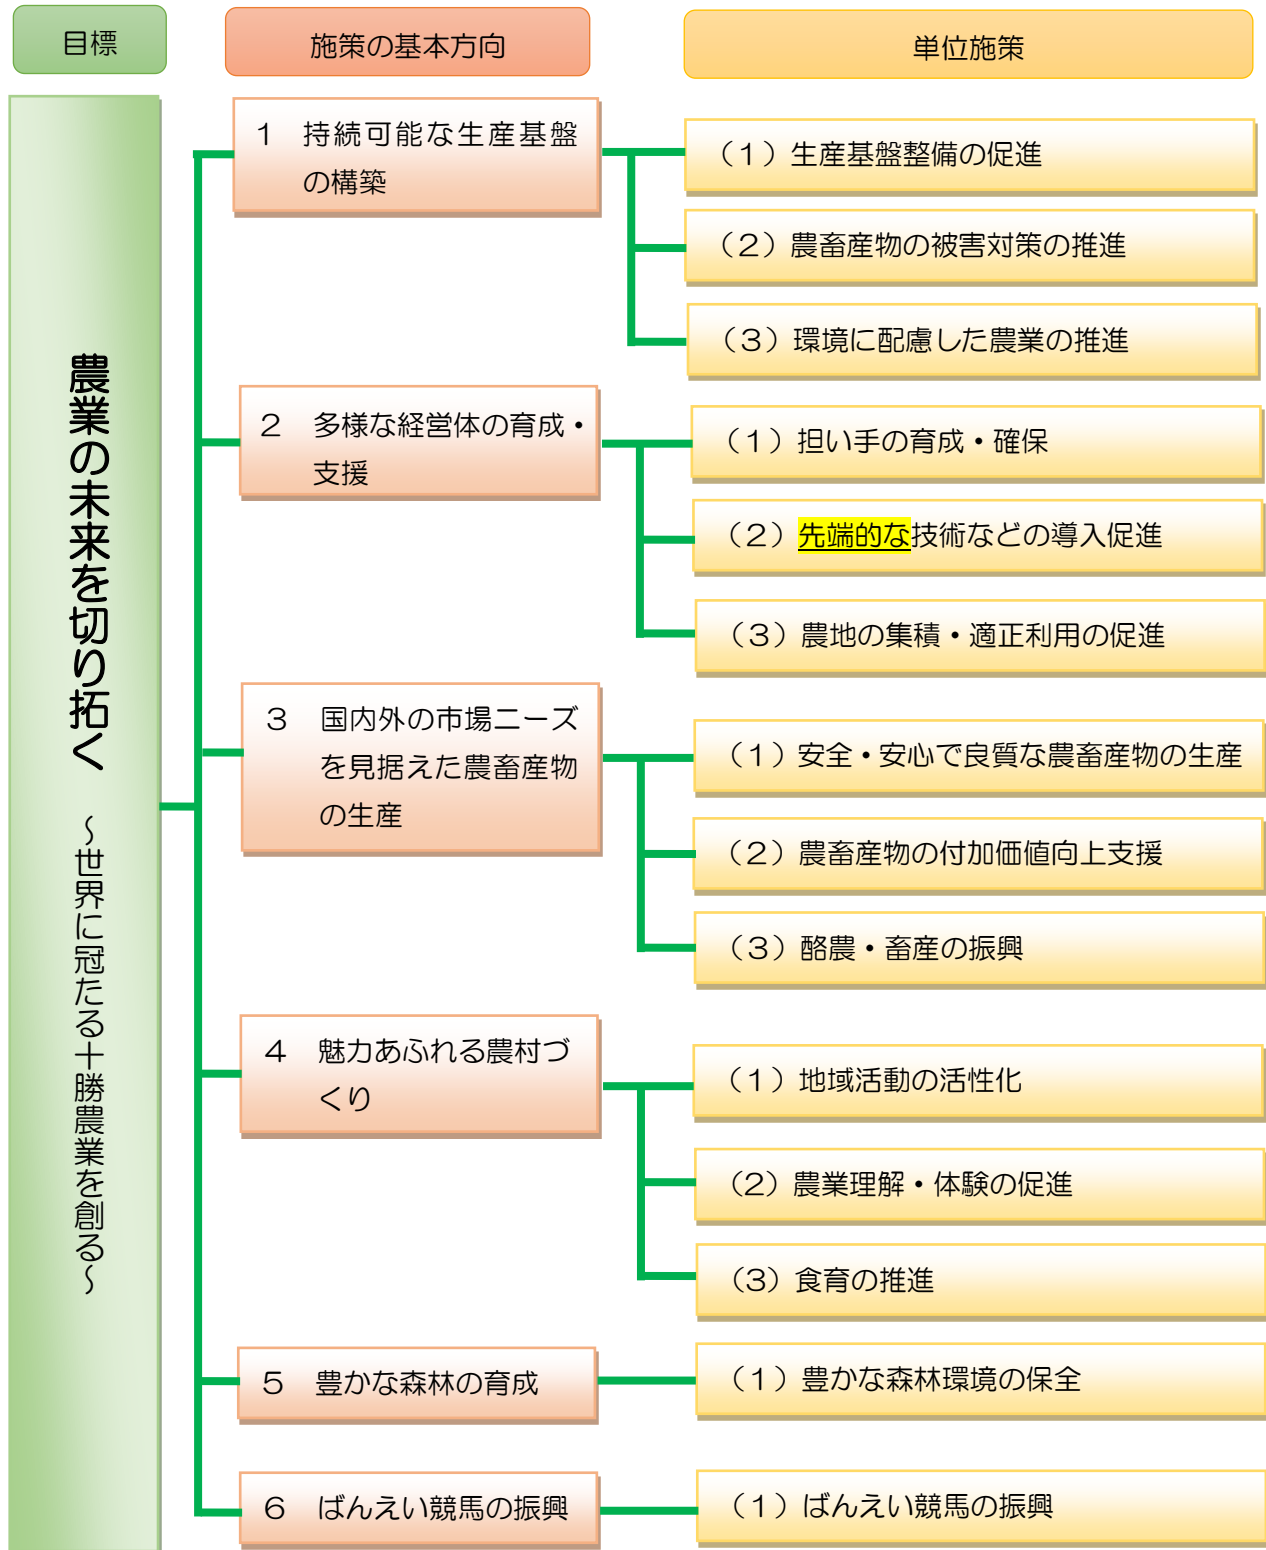 目標
施策の基本方向
単位施策
農業の未来を切り拓く ～世界に冠たる十勝農業を創る～
1 持続可能な生産基盤
の構築
（1）生産基盤整備の促進
（2）農畜産物の被害対策の推進
（3）環境に配慮した農業の推進
2 多様な経営体の育成・
支援
（1）担い手の育成・確保
（2）先端的な技術などの導入促進
（3）農地の集積・適正利用の促進
3 国内外の市場ニーズ
を見据えた農畜産物
の生産
（1）安全・安心で良質な農畜産物の生産
（2）農畜産物の付加価値向上支援
（3）酪農・畜産の振興
4 魅力あふれる農村づ
くり
（1）地域活動の活性化
（2）農業理解・体験の促進
（3）食育の推進
5 豊かな森林の育成
（1）豊かな森林環境の保全
6 ばんえい競馬の振興
（1）ばんえい競馬の振興